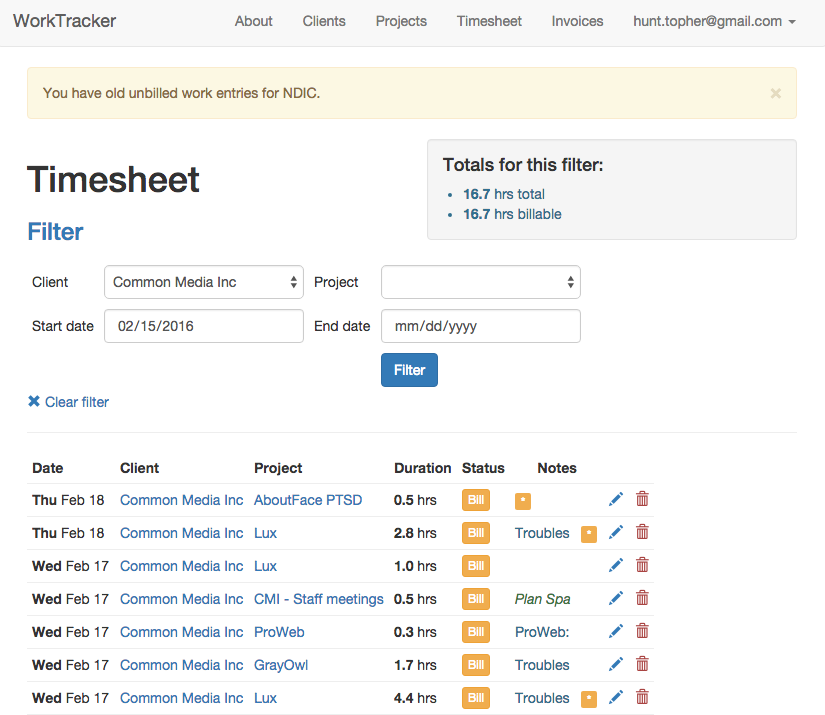 WorkTracker About Clients Projects Timesheet Invoices hunt.topher@gmail.com
You have old unbilled work entries for NDIC. ×
Timesheet
Totals for this filter:
• 16.7 hrs total
• 16.7 hrs billable
Filter
Client Common Media Inc Project
Start date 02/15/2016 End date mm/dd/yyyy
Filter
Clear filter
Date Client Project Duration Status Notes
Thu Feb 18 Common Media Inc AboutFace PTSD 0.5 hrs Bill *
Thu Feb 18 Common Media Inc Lux 2.8 hrs Bill Troubles *
Wed Feb 17 Common Media Inc Lux 1.0 hrs Bill
Wed Feb 17 Common Media Inc CMI - Staff meetings 0.5 hrs Bill Plan Spa
Wed Feb 17 Common Media Inc ProWeb 0.3 hrs Bill ProWeb:
Wed Feb 17 Common Media Inc GrayOwl 1.7 hrs Bill Troubles
Wed Feb 17 Common Media Inc Lux 4.4 hrs Bill Troubles *